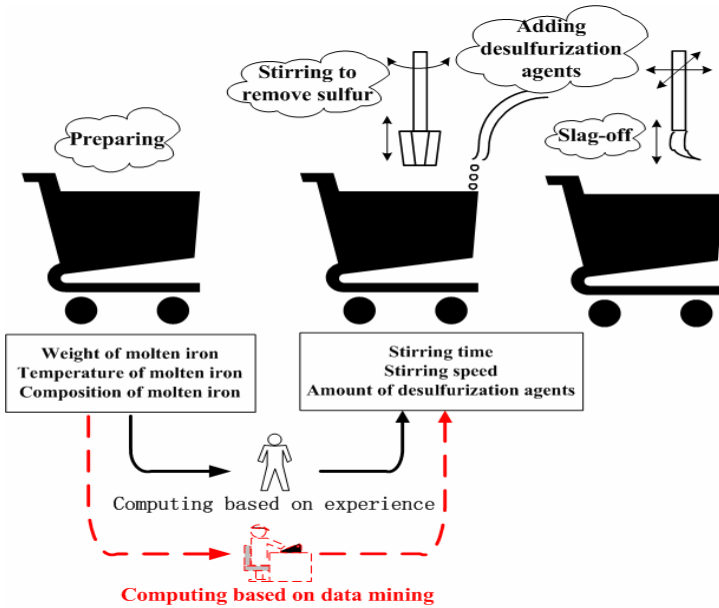 Adding
desulfurization
agents
Stirring to
remove sulfur
Preparing
Slag-off
Weight of molten iron
Temperature of molten iron
Composition of molten iron
Stirring time
Stirring speed
Amount of desulfurization agents
Computing based on experience
Computing based on data mining